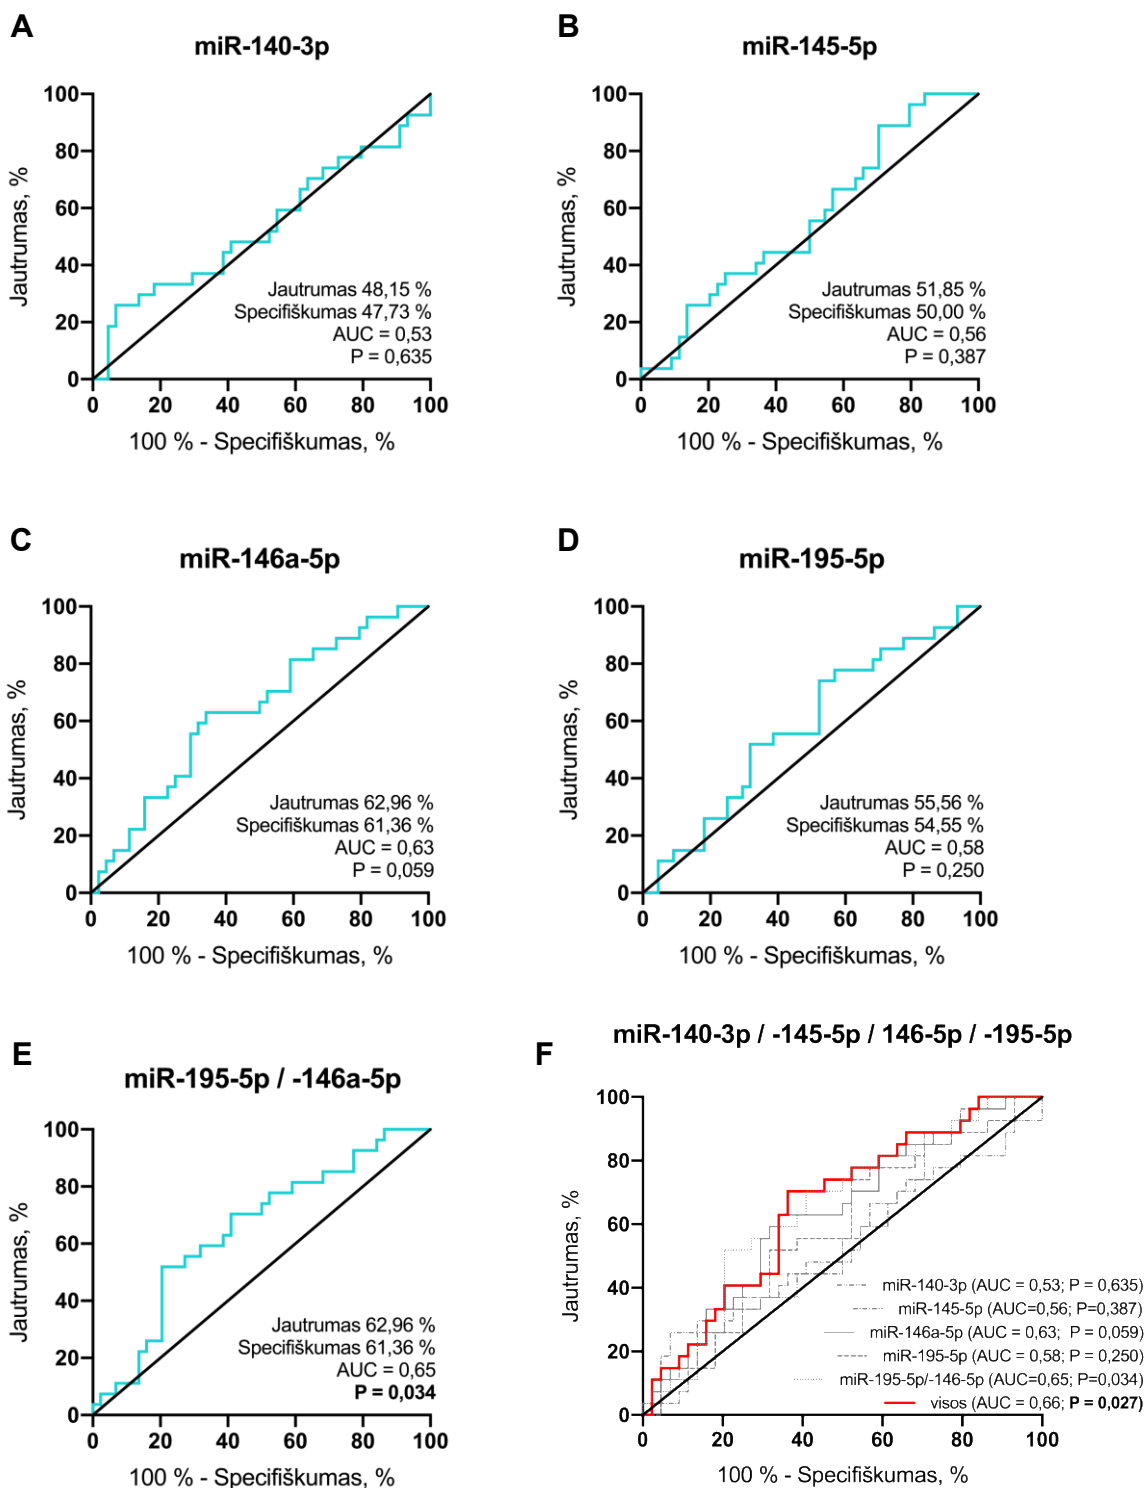 A
miR-140-3p
Jautrumas, %
100
80
60
40
20
0
Jautrumas 48,15 %
Specifiškumas 47,73 %
AUC = 0,53
P = 0,635
0 20 40 60 80 100
100 % - Specifiškumas, %
B
miR-145-5p
Jautrumas, %
100
80
60
40
20
0
Jautrumas 51,85 %
Specifiškumas 50,00 %
AUC = 0,56
P = 0,387
0 20 40 60 80 100
100 % - Specifiškumas, %
C
miR-146a-5p
Jautrumas, %
100
80
60
40
20
0
Jautrumas 62,96 %
Specifiškumas 61,36 %
AUC = 0,63
P = 0,059
0 20 40 60 80 100
100 % - Specifiškumas, %
D
miR-195-5p
Jautrumas, %
100
80
60
40
20
0
Jautrumas 55,56 %
Specifiškumas 54,55 %
AUC = 0,58
P = 0,250
0 20 40 60 80 100
100 % - Specifiškumas, %
E
miR-195-5p / -146a-5p
Jautrumas, %
100
80
60
40
20
0
Jautrumas 62,96 %
Specifiškumas 61,36 %
AUC = 0,65
P = 0,034
0 20 40 60 80 100
100 % - Specifiškumas, %
F
miR-140-3p / -145-5p / 146-5p / -195-5p
Jautrumas, %
100
80
60
40
20
0
miR-140-3p (AUC = 0,53; P = 0,635)
miR-145-5p (AUC=0,56; P=0,387)
miR-146a-5p (AUC = 0,63; P = 0,059)
miR-195-5p (AUC = 0,58; P = 0,250)
miR-195-5p/-146-5p (AUC=0,65; P=0,034)
visos (AUC = 0,66; P = 0,027)
0 20 40 60 80 100
100 % - Specifiškumas, %